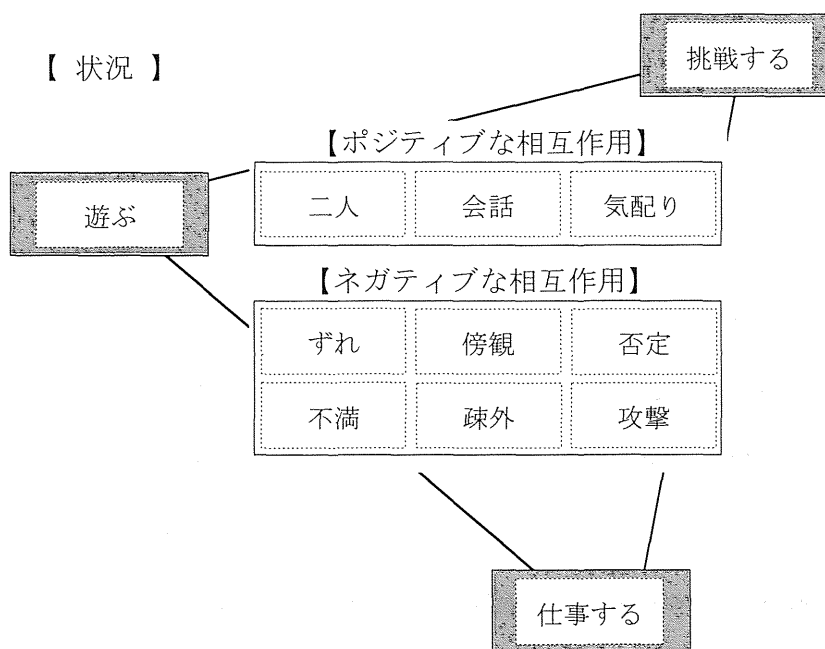 【 状況 】
挑戦する
【ポジティブな相互作用】
遊ぶ
二人 会話 気配り
【ネガティブな相互作用】
ずれ 傍観 否定
不満 疎外 攻撃
仕事する